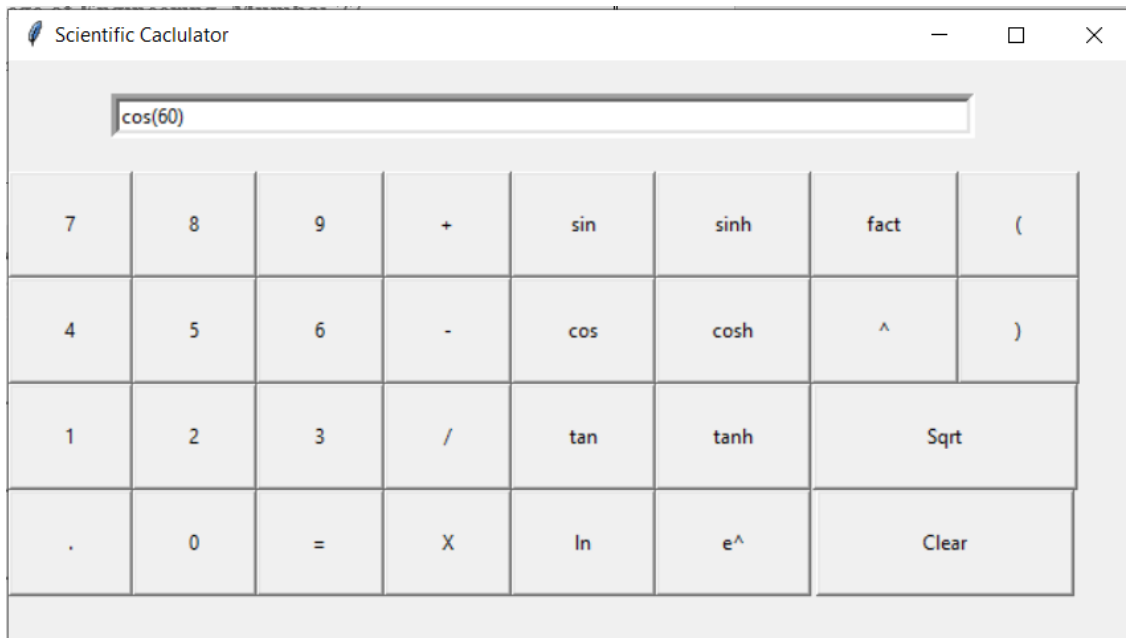 Scientific Caclulator
cos(60)
7 8 9 + sin sinh fact (
4 5 6 - cos cosh ^ )
1 2 3 / tan tanh Sqrt
. 0 = X ln e^ Clear